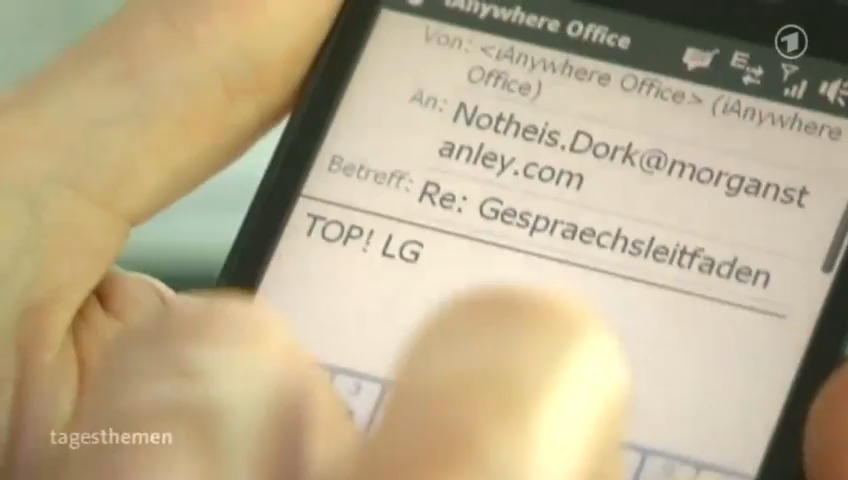 iAnywhere Office
Von: <iAnywhere Office> (iAnywhere
Office)
An: Notheis.Dork@morganst
anley.com
Betreff: Re: Gespraechsleitfaden
TOP! LG
tagesthemen